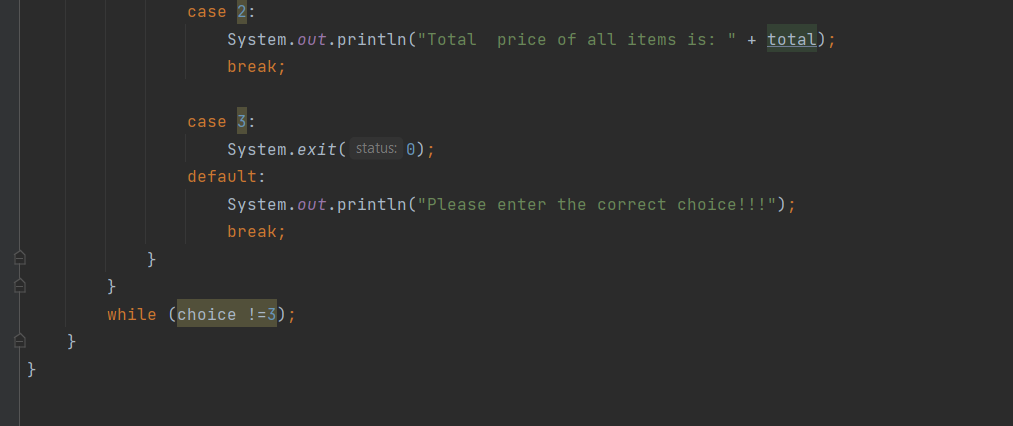 case 2:
System.out.println("Total  price of all items is: " + total);
break;
case 3:
System.exit( status: 0);
default:
System.out.println("Please enter the correct choice!!!");
break;
}
}
while (choice !=3);
}
}